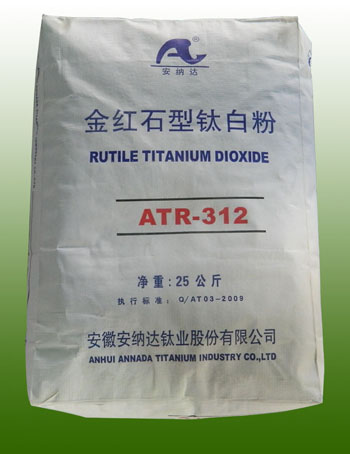 ®
安纳达
金红石型钛白粉
RUTILE TITANIUM DIOXIDE
ATR-312
净重:25公斤
执行标准:Q/AT03-2009
安徽安纳达钛业股份有限公司
ANHUI ANNADA TITANIUM INDUSTRY CO.,LTD